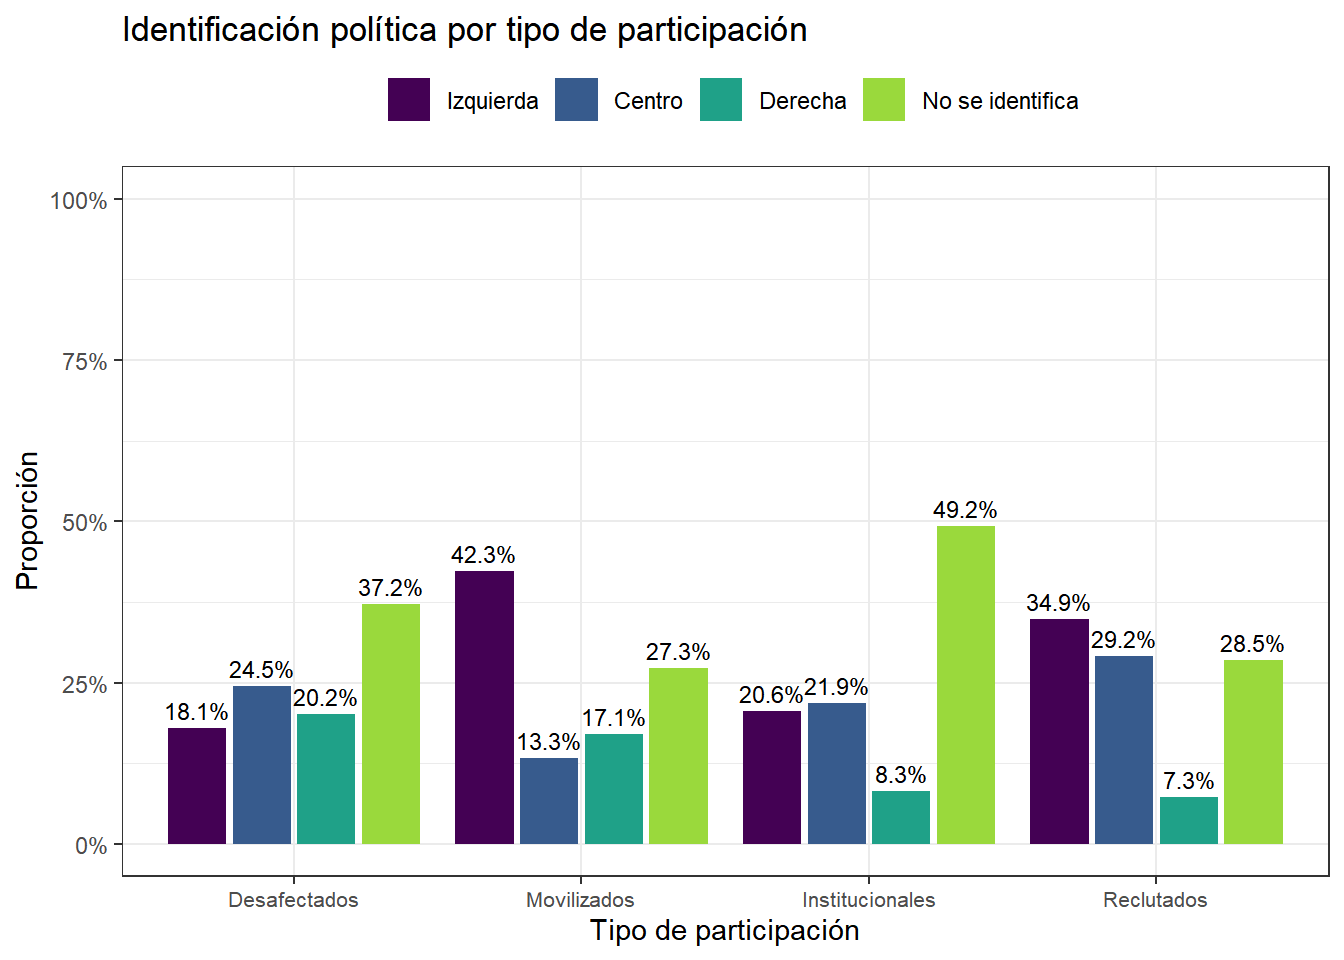 Identificación política por tipo de participación
Izquierda Centro Derecha No se identifica
Proporción
100%
75%
50%
25%
0%
18.1% 24.5% 20.2% 37.2%
42.3% 13.3% 17.1% 27.3%
20.6% 21.9% 8.3% 49.2%
34.9% 29.2% 7.3% 28.5%
Desafectados Movilizados Institucionales Reclutados
Tipo de participación